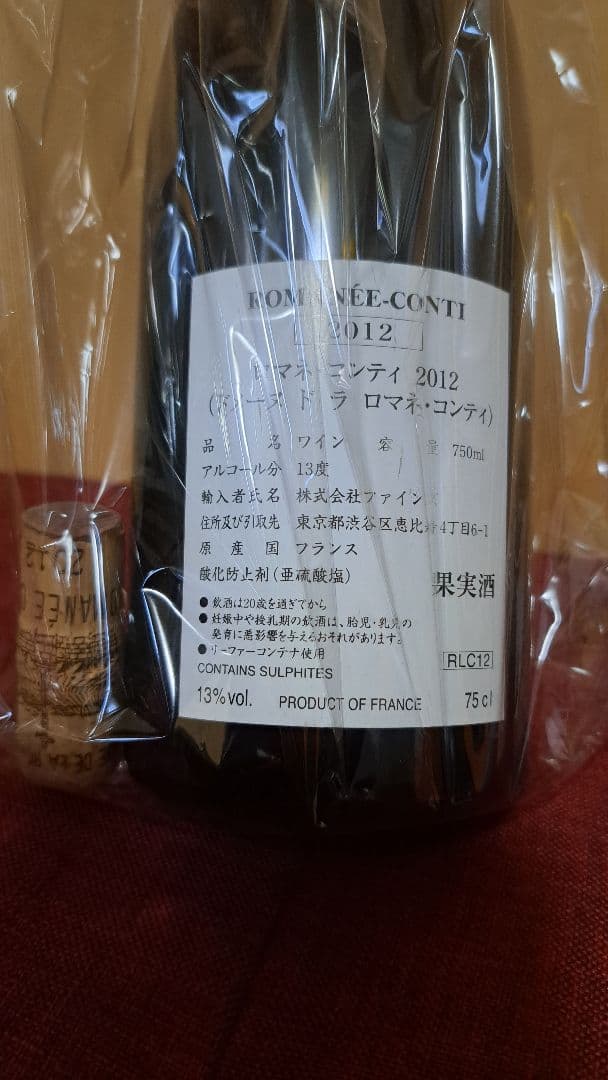 ROMANÉE-CONTI
2012
ロマネ・コンティ 2012
(ドメーヌ ド ラ ロマネ・コンティ)
品 名 ワイン 容 量 750ml
アルコール分 13度
輸入者氏名 株式会社ファインズ
住所及び引取先 東京都渋谷区恵比寿4丁目6-1
原産国 フランス
酸化防止剤(亜硫酸塩)
果実酒
●飲酒は20歳を過ぎてから
●妊娠中や授乳期の飲酒は、胎児・乳児の
発育に悪影響を与えるおそれがあります。
●リーファーコンテナ使用
RLC12
CONTAINS SULPHITES
13%vol. PRODUCT OF FRANCE 75 cl
2012
MANÉE
DE LA